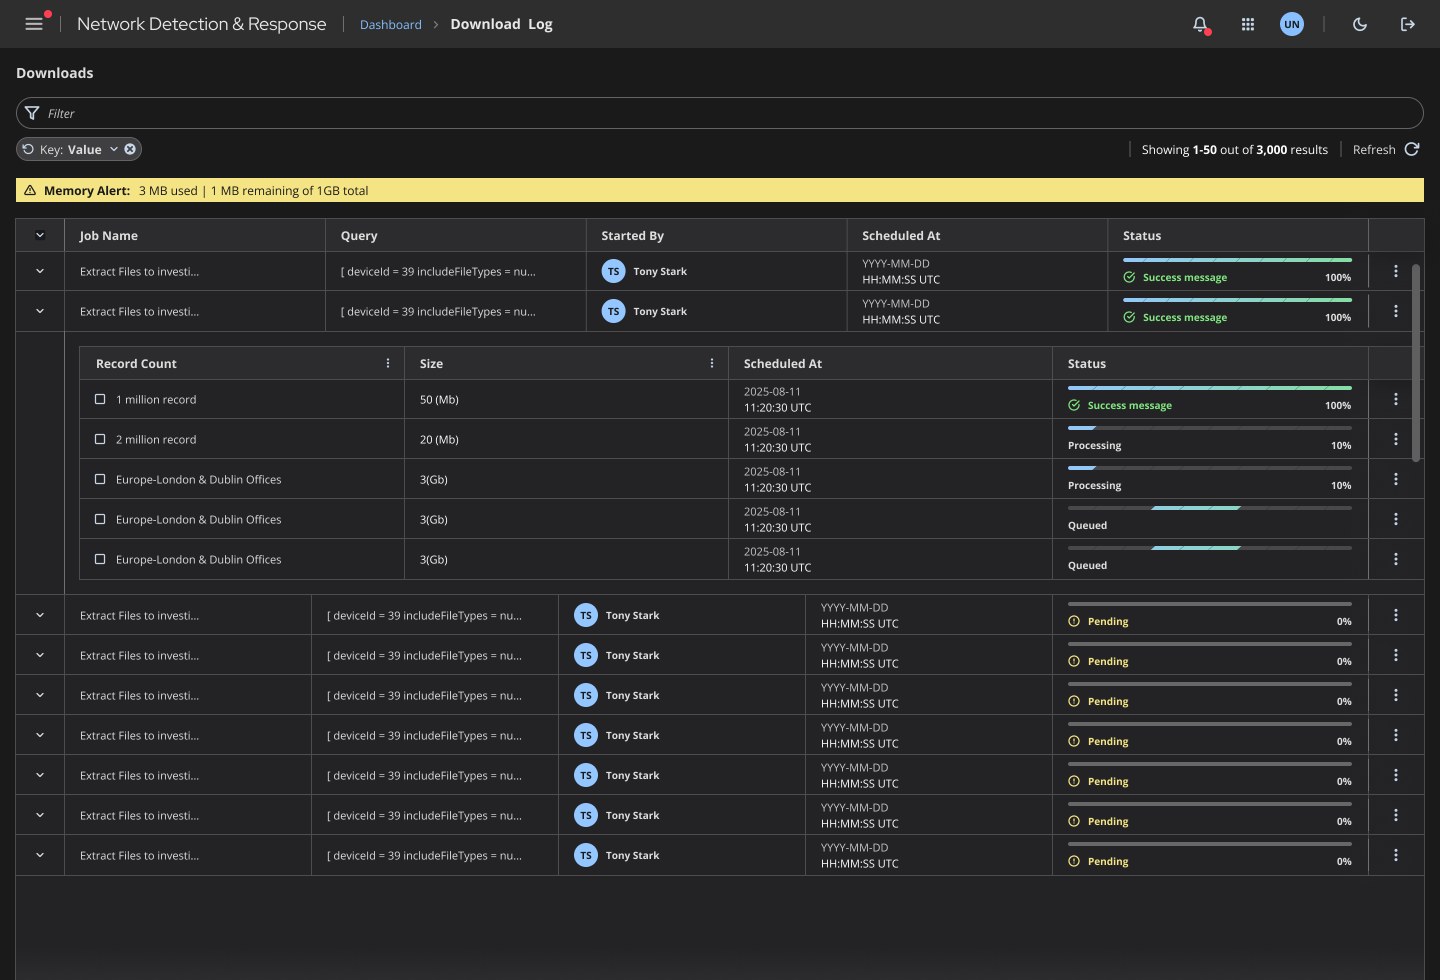 Network Detection & Response Dashboard Download Log UN
Downloads
Filter
Key: Value Showing 1-50 out of 3,000 results Refresh
Memory Alert: 3 MB used | 1 MB remaining of 1GB total
Job Name Query Started By Scheduled At Status
Extract Files to investi... [ deviceId = 39 includeFileTypes = nu... TS Tony Stark YYYY-MM-DD
HH:MM:SS UTC Success message 100%
Extract Files to investi... [ deviceId = 39 includeFileTypes = nu... TS Tony Stark YYYY-MM-DD
HH:MM:SS UTC Success message 100%
Record Count Size Scheduled At Status
1 million record 50 (Mb) 2025-08-11
11:20:30 UTC Success message 100%
2 million record 20 (Mb) 2025-08-11
11:20:30 UTC Processing 10%
Europe-London & Dublin Offices 3(Gb) 2025-08-11
11:20:30 UTC Processing 10%
Europe-London & Dublin Offices 3(Gb) 2025-08-11
11:20:30 UTC Queued
Europe-London & Dublin Offices 3(Gb) 2025-08-11
11:20:30 UTC Queued
Extract Files to investi... [ deviceId = 39 includeFileTypes = nu... TS Tony Stark YYYY-MM-DD
HH:MM:SS UTC Pending 0%
Extract Files to investi... [ deviceId = 39 includeFileTypes = nu... TS Tony Stark YYYY-MM-DD
HH:MM:SS UTC Pending 0%
Extract Files to investi... [ deviceId = 39 includeFileTypes = nu... TS Tony Stark YYYY-MM-DD
HH:MM:SS UTC Pending 0%
Extract Files to investi... [ deviceId = 39 includeFileTypes = nu... TS Tony Stark YYYY-MM-DD
HH:MM:SS UTC Pending 0%
Extract Files to investi... [ deviceId = 39 includeFileTypes = nu... TS Tony Stark YYYY-MM-DD
HH:MM:SS UTC Pending 0%
Extract Files to investi... [ deviceId = 39 includeFileTypes = nu... TS Tony Stark YYYY-MM-DD
HH:MM:SS UTC Pending 0%
Extract Files to investi... [ deviceId = 39 includeFileTypes = nu... TS Tony Stark YYYY-MM-DD
HH:MM:SS UTC Pending 0%